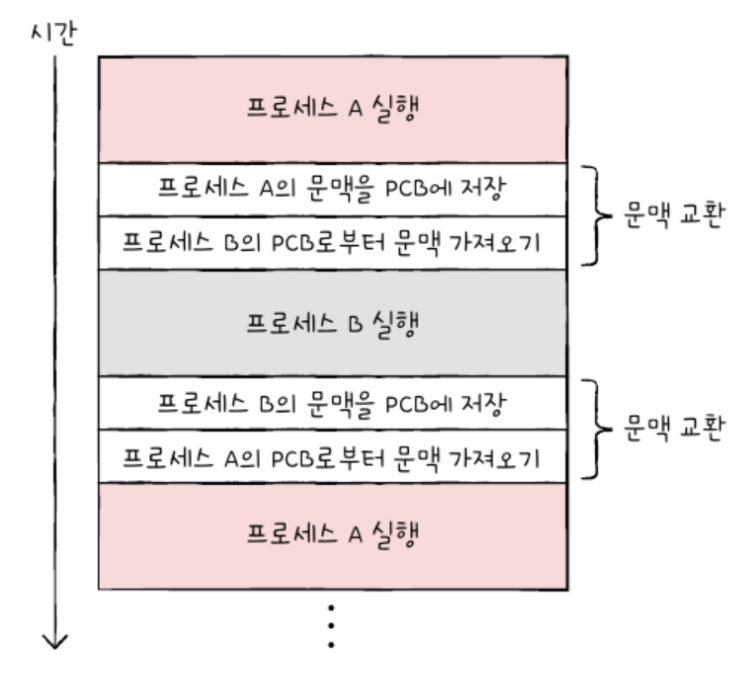 시간
프로세스 A 실행
프로세스 A의 문맥을 PCB에 저장
프로세스 B의 PCB로부터 문맥 가져오기
문맥 교환
프로세스 B 실행
프로세스 B의 문맥을 PCB에 저장
프로세스 A의 PCB로부터 문맥 가져오기
문맥 교환
프로세스 A 실행